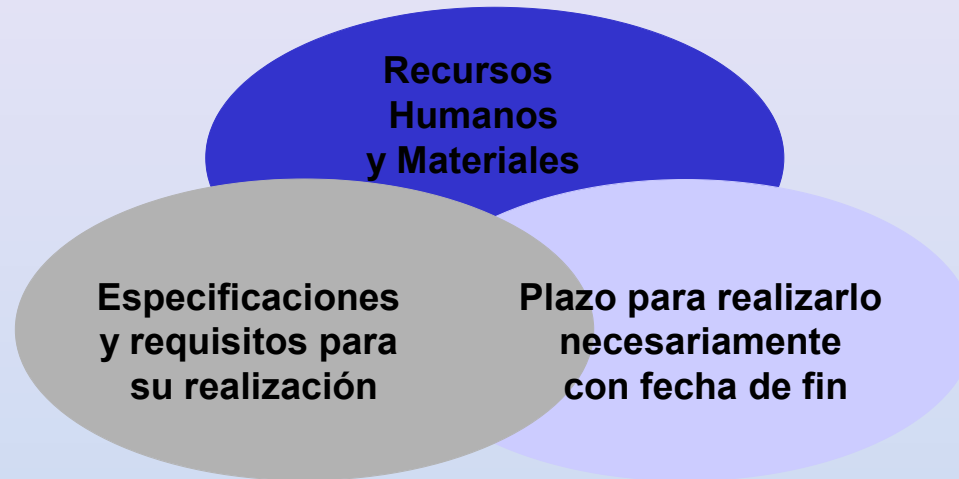 Recursos
Humanos
y Materiales
Especificaciones
y requisitos para
su realización
Plazo para realizarlo
necesariamente
con fecha de fin